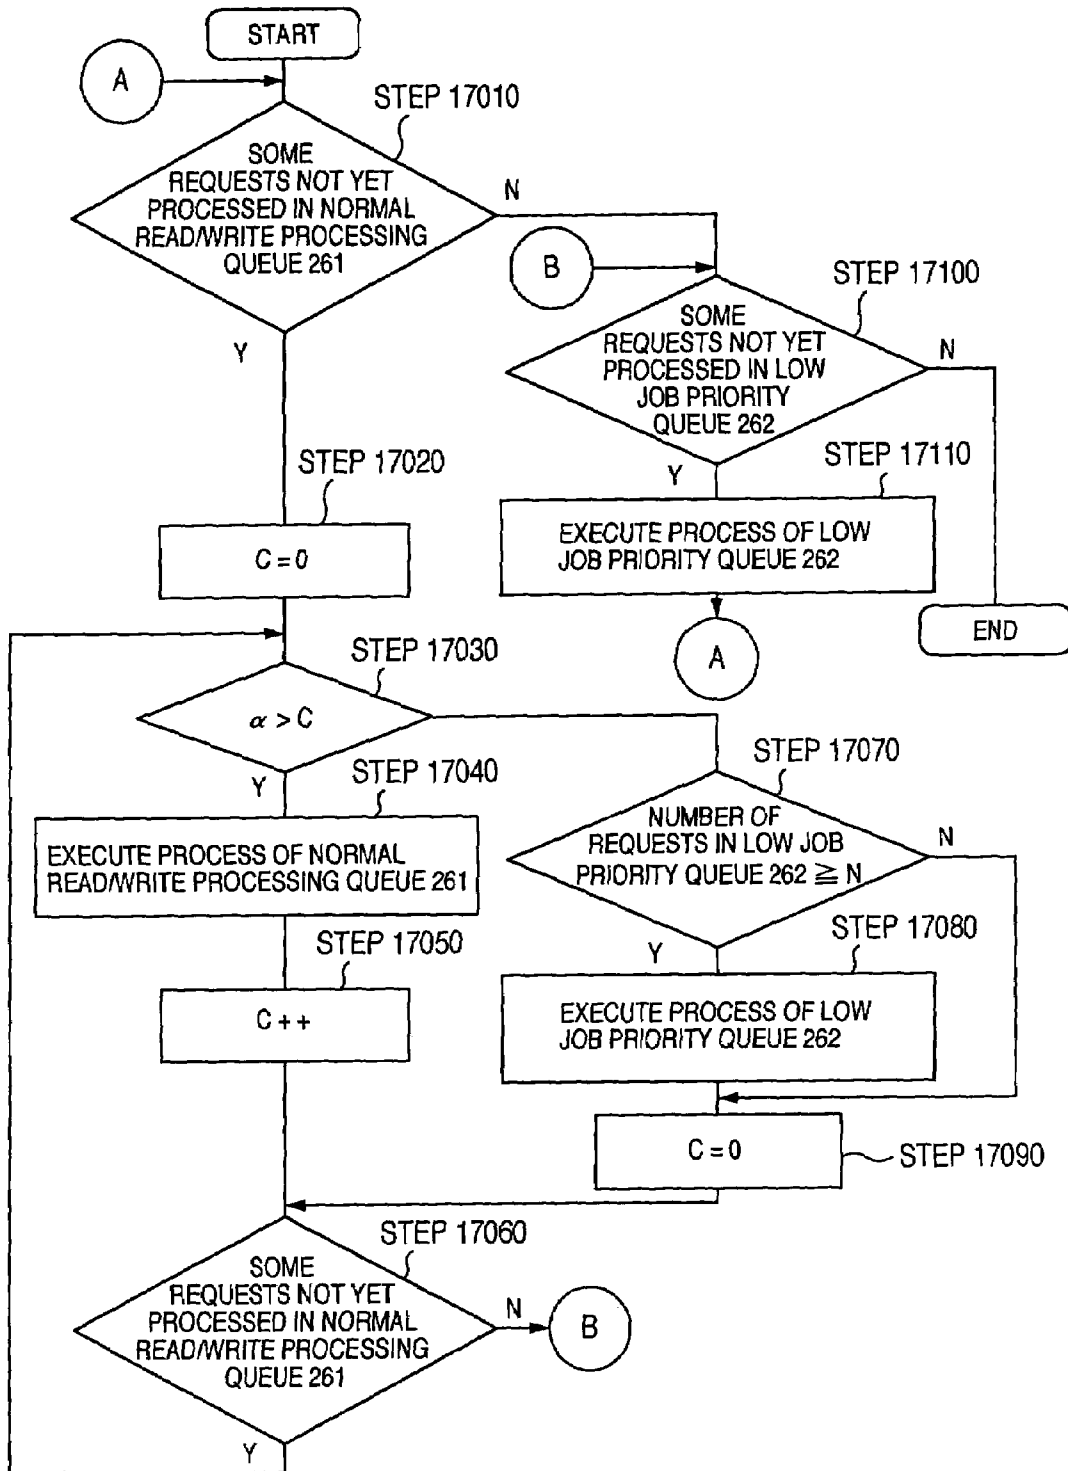 START
A
STEP 17010
SOME
REQUESTS NOT YET
PROCESSED IN NORMAL
READ/WRITE PROCESSING
QUEUE 261
N
Y
B
STEP 17100
SOME
REQUESTS NOT YET
PROCESSED IN LOW
JOB PRIORITY
QUEUE 262
N
Y
STEP 17110
EXECUTE PROCESS OF LOW
JOB PRIORITY QUEUE 262
A
END
STEP 17020
C = 0
STEP 17030
α > C
Y
STEP 17040
EXECUTE PROCESS OF NORMAL
READ/WRITE PROCESSING QUEUE 261
STEP 17050
C + +
STEP 17070
NUMBER OF
REQUESTS IN LOW JOB
PRIORITY QUEUE 262 ≧ N
N
Y
STEP 17080
EXECUTE PROCESS OF LOW
JOB PRIORITY QUEUE 262
C = 0
STEP 17090
STEP 17060
SOME
REQUESTS NOT YET
PROCESSED IN NORMAL
READ/WRITE PROCESSING
QUEUE 261
N
B
Y